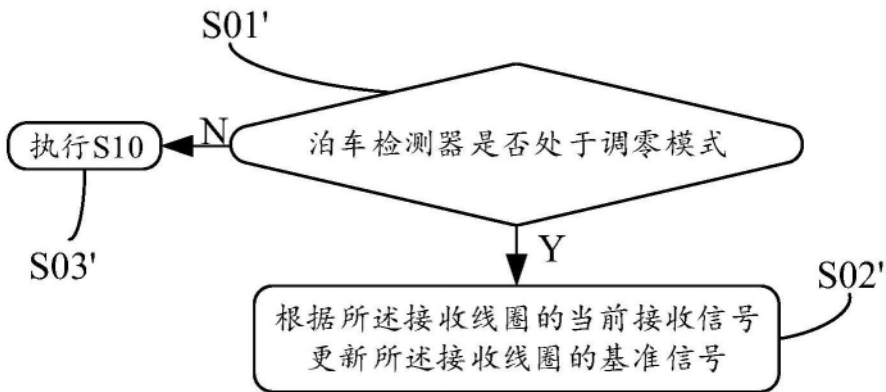 S01'
泊车检测器是否处于调零模式
N
执行S10
S03'
Y
S02'
根据所述接收线圈的当前接收信号
更新所述接收线圈的基准信号